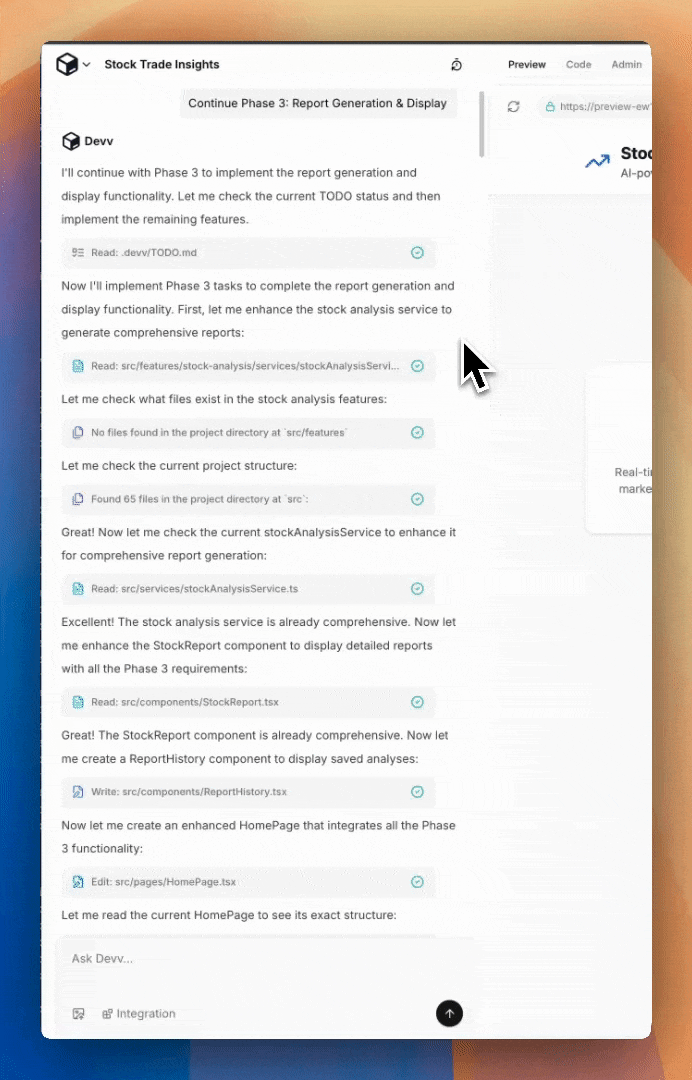 Stock Trade Insights
Preview Code Admin
Continue Phase 3: Report Generation & Display
https://preview-ew
Devv
I'll continue with Phase 3 to implement the report generation and
display functionality. Let me check the current TODO status and then
implement the remaining features.
Read: .devv/TODO.md
Now I'll implement Phase 3 tasks to complete the report generation and
display functionality. First, let me enhance the stock analysis service to
generate comprehensive reports:
Read: src/features/stock-analysis/services/stockAnalysisServi...
Let me check what files exist in the stock analysis features:
No files found in the project directory at `src/features`
Let me check the current project structure:
Found 65 files in the project directory at `src`:
Great! Now let me check the current stockAnalysisService to enhance it
for comprehensive report generation:
Read: src/services/stockAnalysisService.ts
Excellent! The stock analysis service is already comprehensive. Now let
me enhance the StockReport component to display detailed reports
with all the Phase 3 requirements:
Read: src/components/StockReport.tsx
Great! The StockReport component is already comprehensive. Now let
me create a ReportHistory component to display saved analyses:
Write: src/components/ReportHistory.tsx
Now let me create an enhanced HomePage that integrates all the Phase
3 functionality:
Edit: src/pages/HomePage.tsx
Let me read the current HomePage to see its exact structure:
Ask Devv...
Integration
Stoc
AI-po
Real-ti
marke